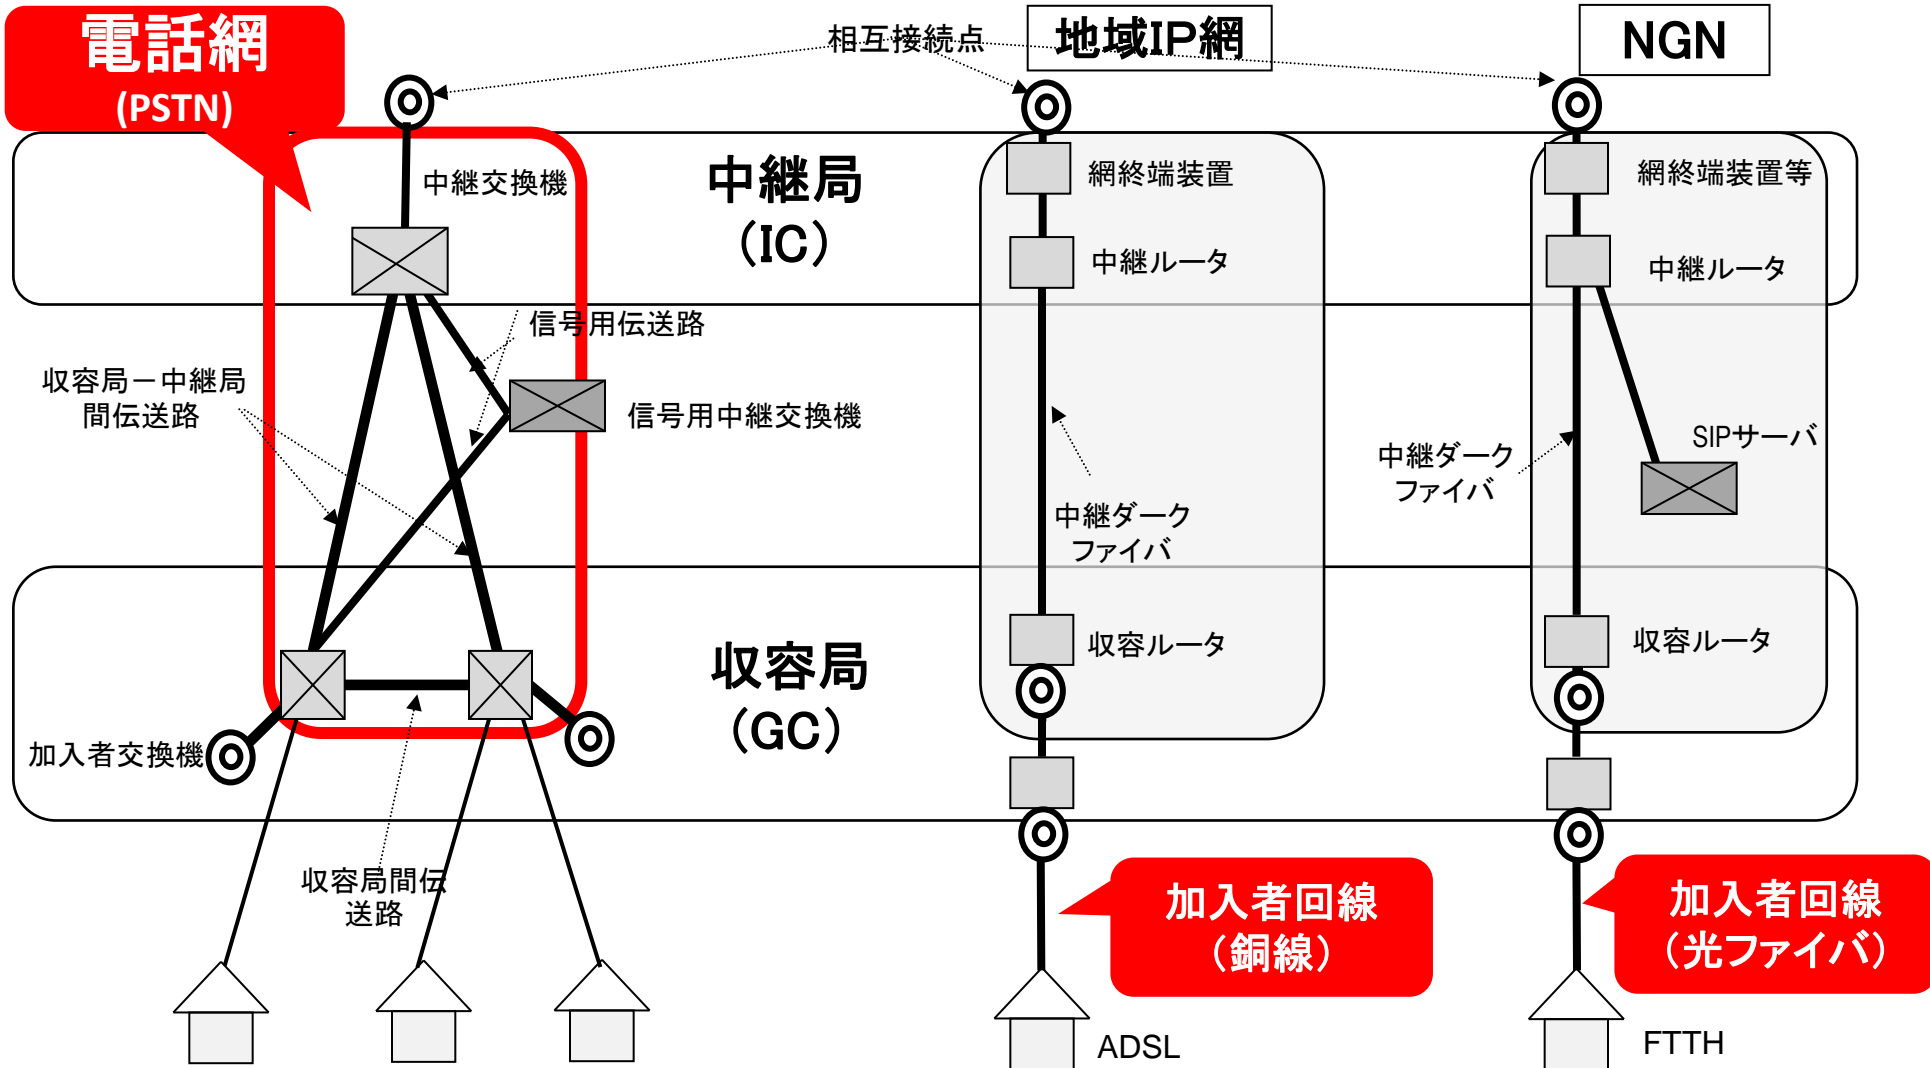 電話網
(PSTN)
相互接続点
地域IP網
NGN
中継交換機
中継局
（IC）
網終端装置
網終端装置等
中継ルータ
中継ルータ
信号用伝送路
収容局－中継局
間伝送路
信号用中継交換機
SIPサーバ
中継ダーク
ファイバ
中継ダーク
ファイバ
収容局
（GC）
収容ルータ
収容ルータ
加入者交換機
収容局間伝
送路
加入者回線
（銅線）
加入者回線
（光ファイバ）
ADSL
FTTH